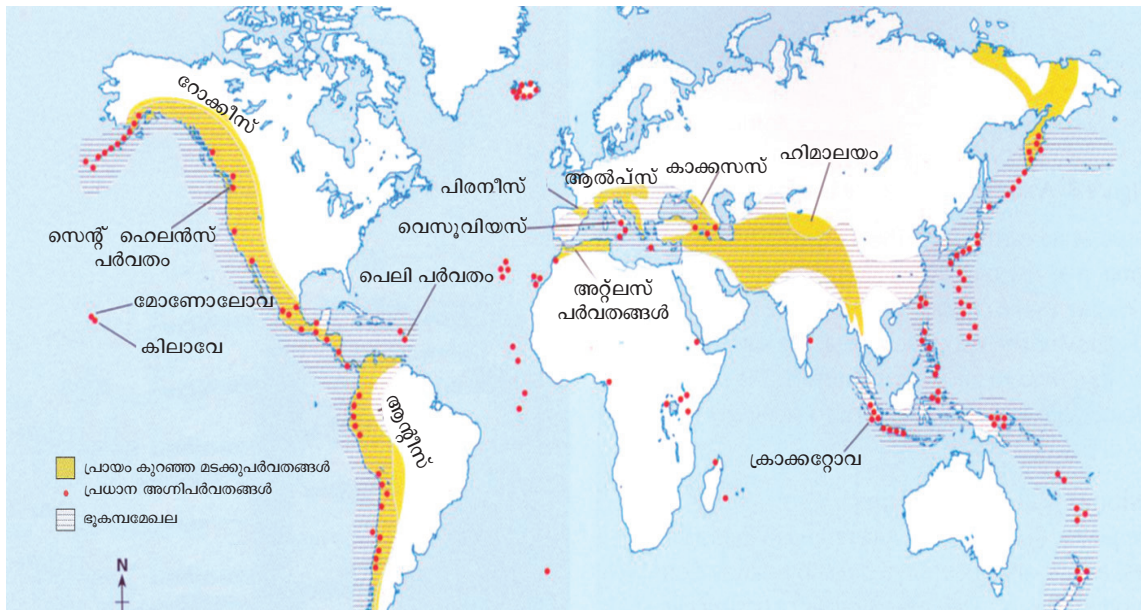 റോക്കീസ്
ഹിമാലയം
കാക്കസസ്
ആൽപ്സ്
പിരനീസ്
വെസൂവിയസ്
സെന്റ് ഹെലൻസ്
പർവതം
പെലി പർവതം
അറ്റ്ലസ്
പർവതങ്ങൾ
മോണോലോവ
കിലാവേ
ആന്റീസ്
ക്രാക്കറ്റോവ
പ്രായം കുറഞ്ഞ മടക്കുപർവതങ്ങൾ
പ്രധാന അഗ്നിപർവതങ്ങൾ
ഭൂകമ്പമേഖല
N